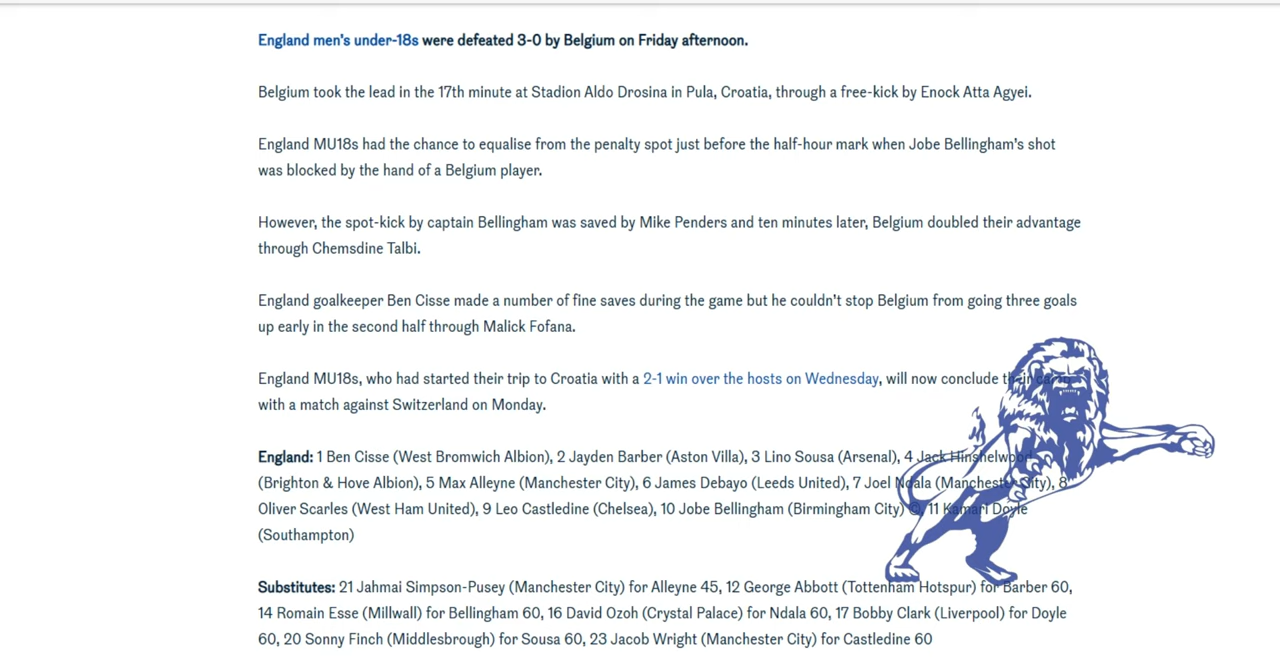 England men's under-18s were defeated 3-0 by Belgium on Friday afternoon.
Belgium took the lead in the 17th minute at Stadion Aldo Drosina in Pula, Croatia, through a free-kick by Enock Atta Agyei.
England MU18s had the chance to equalise from the penalty spot just before the half-hour mark when Jobe Bellingham's shot
was blocked by the hand of a Belgium player.
However, the spot-kick by captain Bellingham was saved by Mike Penders and ten minutes later, Belgium doubled their advantage
through Chemsdine Talbi.
England goalkeeper Ben Cisse made a number of fine saves during the game but he couldn't stop Belgium from going three goals
up early in the second half through Malick Fofana.
England MU18s, who had started their trip to Croatia with a 2-1 win over the hosts on Wednesday, will now conclude their
with a match against Switzerland on Monday.
England: 1 Ben Cisse (West Bromwich Albion), 2 Jayden Barber (Aston Villa), 3 Lino Sousa (Arsenal), 4 Jack Hinshelwood
(Brighton & Hove Albion), 5 Max Alleyne (Manchester City), 6 James Debayo (Leeds United), 7 Joel Ndala (Manchester City), 8
Oliver Scarles (West Ham United), 9 Leo Castledine (Chelsea), 10 Jobe Bellingham (Birmingham City) ©, 11 Kamari Doyle
(Southampton)
Substitutes: 21 Jahmai Simpson-Pusey (Manchester City) for Alleyne 45, 12 George Abbott (Tottenham Hotspur) for Barber 60,
14 Romain Esse (Millwall) for Bellingham 60, 16 David Ozoh (Crystal Palace) for Ndala 60, 17 Bobby Clark (Liverpool) for Doyle
60, 20 Sonny Finch (Middlesbrough) for Sousa 60, 23 Jacob Wright (Manchester City) for Castledine 60